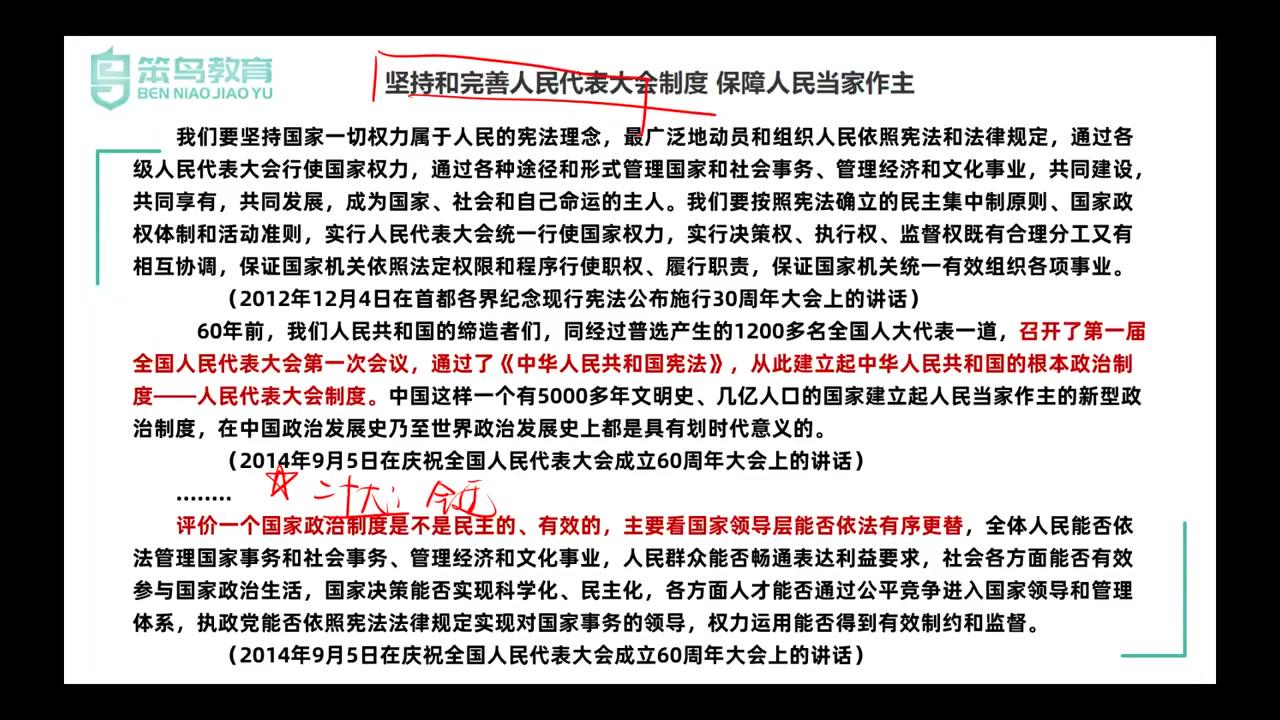 笨鸟教育
BEN NIAO JIAO YU
坚持和完善人民代表大会制度 保障人民当家作主
我们要坚持国家一切权力属于人民的宪法理念，最广泛地动员和组织人民依照宪法和法律规定，通过各
级人民代表大会行使国家权力，通过各种途径和形式管理国家和社会事务、管理经济和文化事业，共同建设，
共同享有，共同发展，成为国家、社会和自己命运的主人。我们要按照宪法确立的民主集中制原则、国家政
权体制和活动准则，实行人民代表大会统一行使国家权力，实行决策权、执行权、监督权既有合理分工又有
相互协调，保证国家机关依照法定权限和程序行使职权、履行职责，保证国家机关统一有效组织各项事业。
（2012年12月4日在首都各界纪念现行宪法公布施行30周年大会上的讲话）
60年前，我们人民共和国的缔造者们，同经过普选产生的1200多名全国人大代表一道，召开了第一届
全国人民代表大会第一次会议，通过了《中华人民共和国宪法》，从此建立起中华人民共和国的根本政治制
度——人民代表大会制度。中国这样一个有5000多年文明史、几亿人口的国家建立起人民当家作主的新型政
治制度，在中国政治发展史乃至世界政治发展史上都是具有划时代意义的。
（2014年9月5日在庆祝全国人民代表大会成立60周年大会上的讲话）
........
二十大：
评价一个国家政治制度是不是民主的、有效的，主要看国家领导层能否依法有序更替，全体人民能否依
法管理国家事务和社会事务、管理经济和文化事业，人民群众能否畅通表达利益要求，社会各方面能否有效
参与国家政治生活，国家决策能否实现科学化、民主化，各方面人才能否通过公平竞争进入国家领导和管理
体系，执政党能否依照宪法法律规定实现对国家事务的领导，权力运用能否得到有效制约和监督。
（2014年9月5日在庆祝全国人民代表大会成立60周年大会上的讲话）